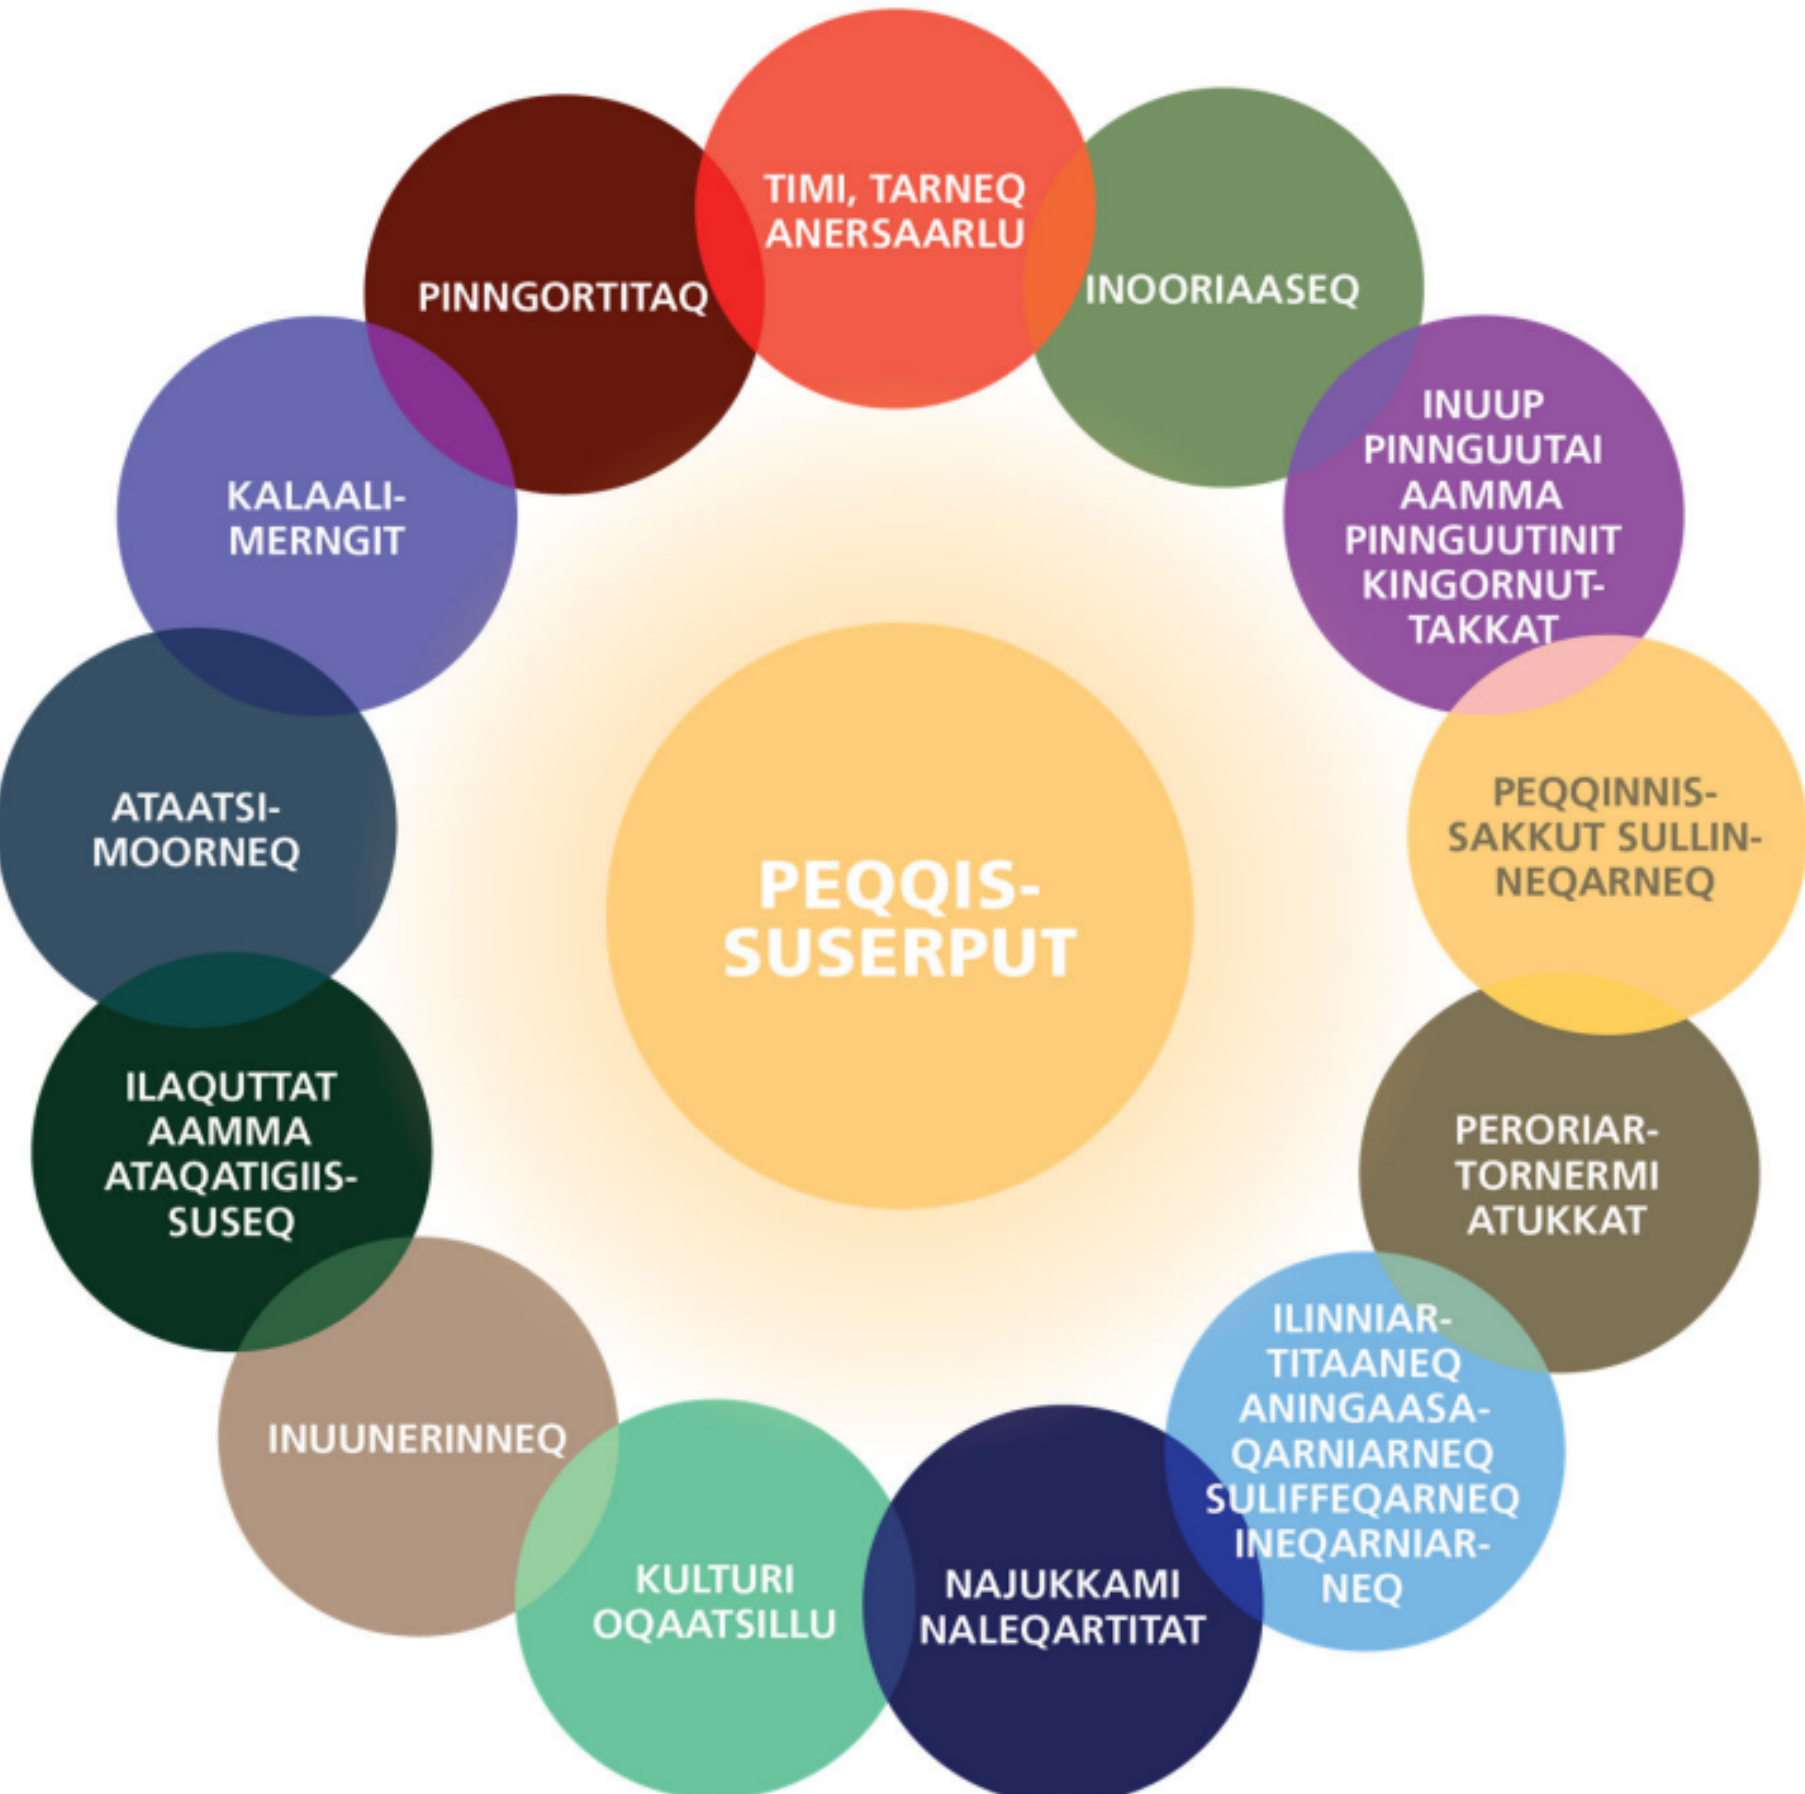 TIMI, TARNEQ
ANERSAARLU
INOORIAASEQ
INUUP
PINNGUUTAI
AAMMA
PINNGUUTINIT
KINGORNUT-
TAKKAT
PEQQINNIS-
SAKKUT SULLIN-
NEQARNEQ
PERORIAR-
TORNERMI
ATUKKAT
ILINNIAR-
TITAANEQ
ANINGAASA-
QARNIARNEQ
SULIFFEQARNEQ
INEQARNIAR-
NEQ
NAJUKKAMI
NALEQARTITAT
KULTURI
OQAATSILLU
INUUNERINNEQ
ILAQUTTAT
AAMMA
ATAQATIGIIS-
SUSEQ
ATAATSI-
MOORNEQ
KALAALI-
MERNGIT
PINNGORTITAQ
PEQQIS-
SUSERPUT